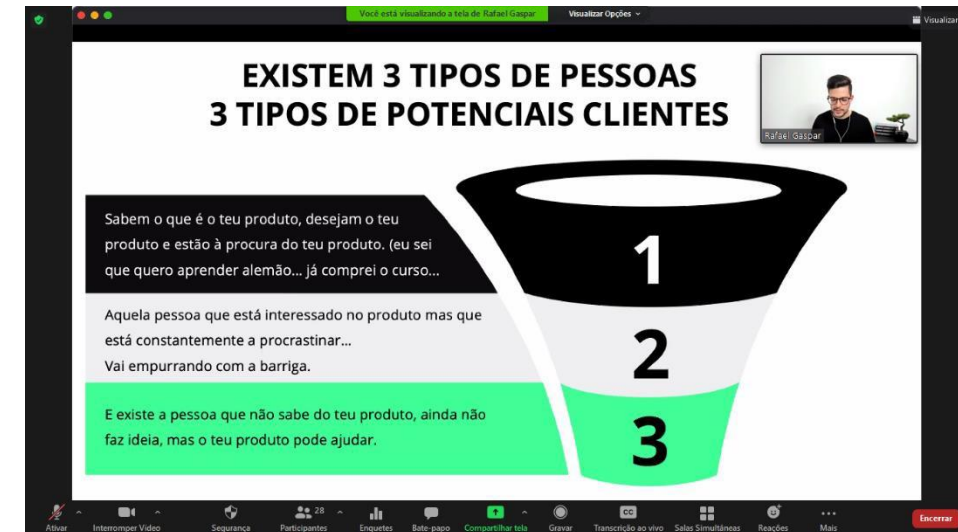 Você está visualizando a tela de Rafael Gaspar
Visualizar Opções
Visualizar
EXISTEM 3 TIPOS DE PESSOAS
3 TIPOS DE POTENCIAIS CLIENTES
Rafael Gaspar
Sabem o que é o teu produto, desejam o teu
produto e estão à procura do teu produto. (eu sei
que quero aprender alemão... já comprei o curso...
1
Aquela pessoa que está interessado no produto mas que
está constantemente a procrastinar...
Vai empurrando com a barriga.
2
E existe a pessoa que não sabe do teu produto, ainda não
faz ideia, mas o teu produto pode ajudar.
3
Ativar
Interromper Vídeo
Segurança
28
Participantes
Enquetes
Bate-papo
Compartilhar tela
Gravar
CC
Transcrição ao vivo
Salas Simultâneas
Reações
Mais
Encerrar